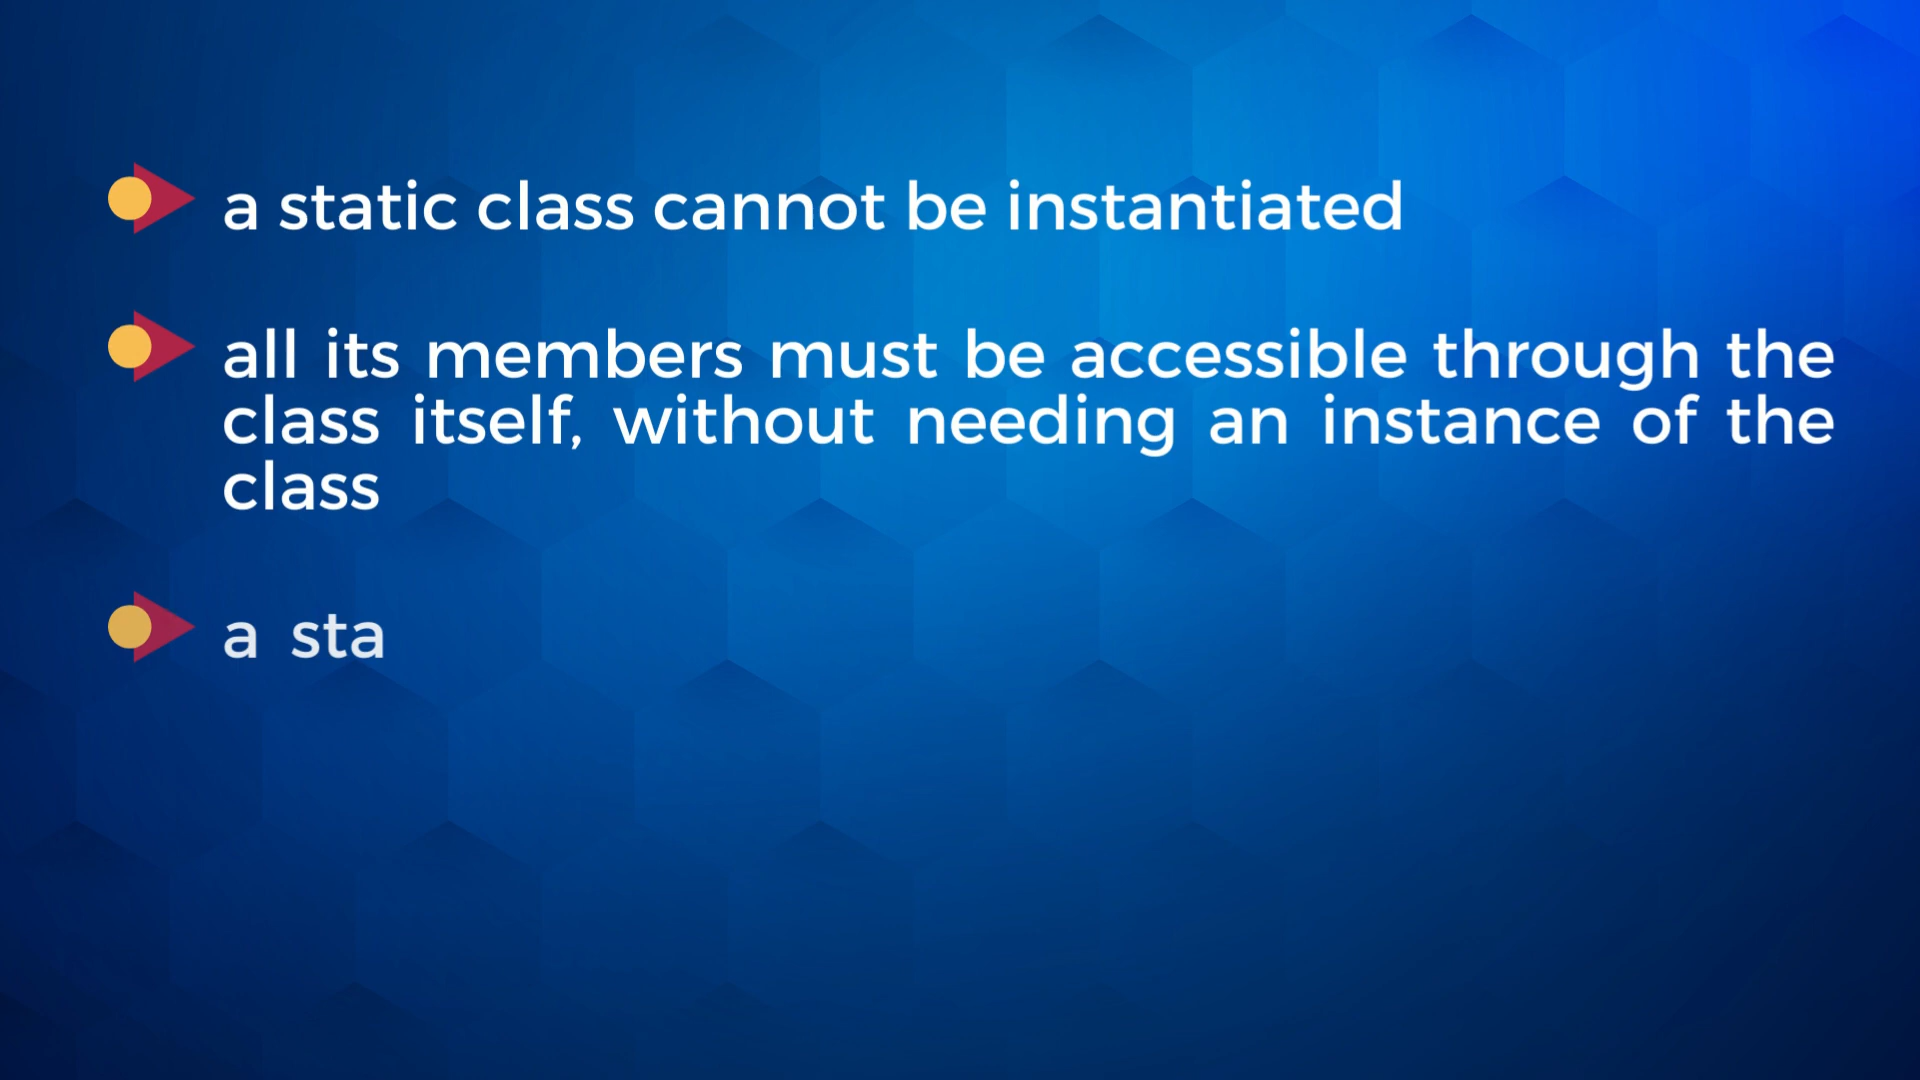 a static class cannot be instantiated
all its members must be accessible through the
class itself, without needing an instance of the
class
a sta